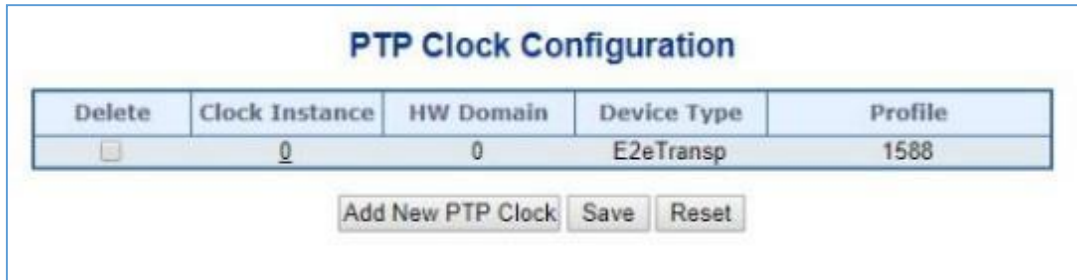 PTP Clock Configuration
Delete Clock Instance HW Domain Device Type Profile
0 0 E2eTransp 1588
Add New PTP Clock Save Reset